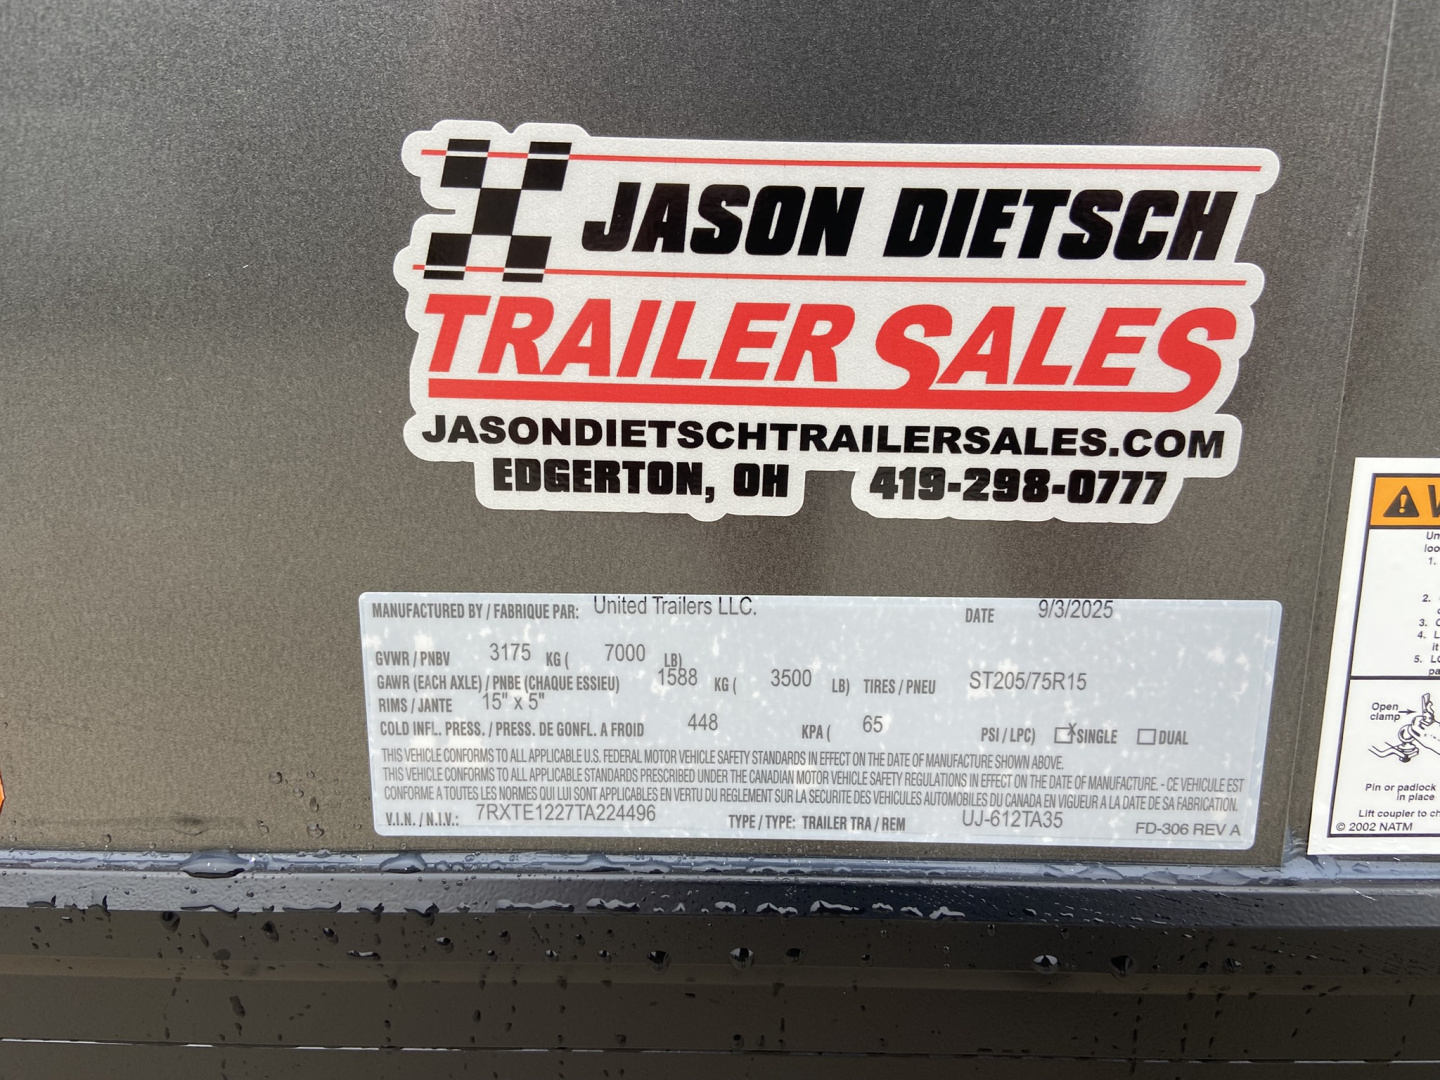 JASON DIETSCH
TRAILER SALES
JASONDIETSCHTRAILERSALES.COM
EDGERTON, OH 419-298-0777
MANUFACTURED BY / FABRIQUE PAR: United Trailers LLC. DATE 9/3/2025
GVWR / PNBV 3175 KG ( 7000 LB)
GAWR (EACH AXLE) / PNBE (CHAQUE ESSIEU) 1588 KG ( 3500 LB) TIRES / PNEU ST205/75R15
RIMS / JANTE 15" x 5"
COLD INFL. PRESS. / PRESS. DE GONFL. A FROID 448 KPA ( 65 PSI / LPC) x SINGLE DUAL
THIS VEHICLE CONFORMS TO ALL APPLICABLE U.S. FEDERAL MOTOR VEHICLE SAFETY STANDARDS IN EFFECT ON THE DATE OF MANUFACTURE SHOWN ABOVE.
THIS VEHICLE CONFORMS TO ALL APPLICABLE STANDARDS PRESCRIBED UNDER THE CANADIAN MOTOR VEHICLE SAFETY REGULATIONS IN EFFECT ON THE DATE OF MANUFACTURE. - CE VEHICULE EST
CONFORME A TOUTES LES NORMES QUI LUI SONT APPLICABLES EN VERTU DU REGLEMENT SUR LA SECURITE DES VEHICULES AUTOMOBILES DU CANADA EN VIGUEUR A LA DATE DE SA FABRICATION.
V.I.N. / N.I.V.: 7RXTE1227TA224496 TYPE / TYPE: TRAILER TRA / REM UJ-612TA35 FD-306 REV A
1.
2.
3.
4.
5.
Open
clamp
Pin or padlock
in place
Lift coupler to
© 2002 NATM